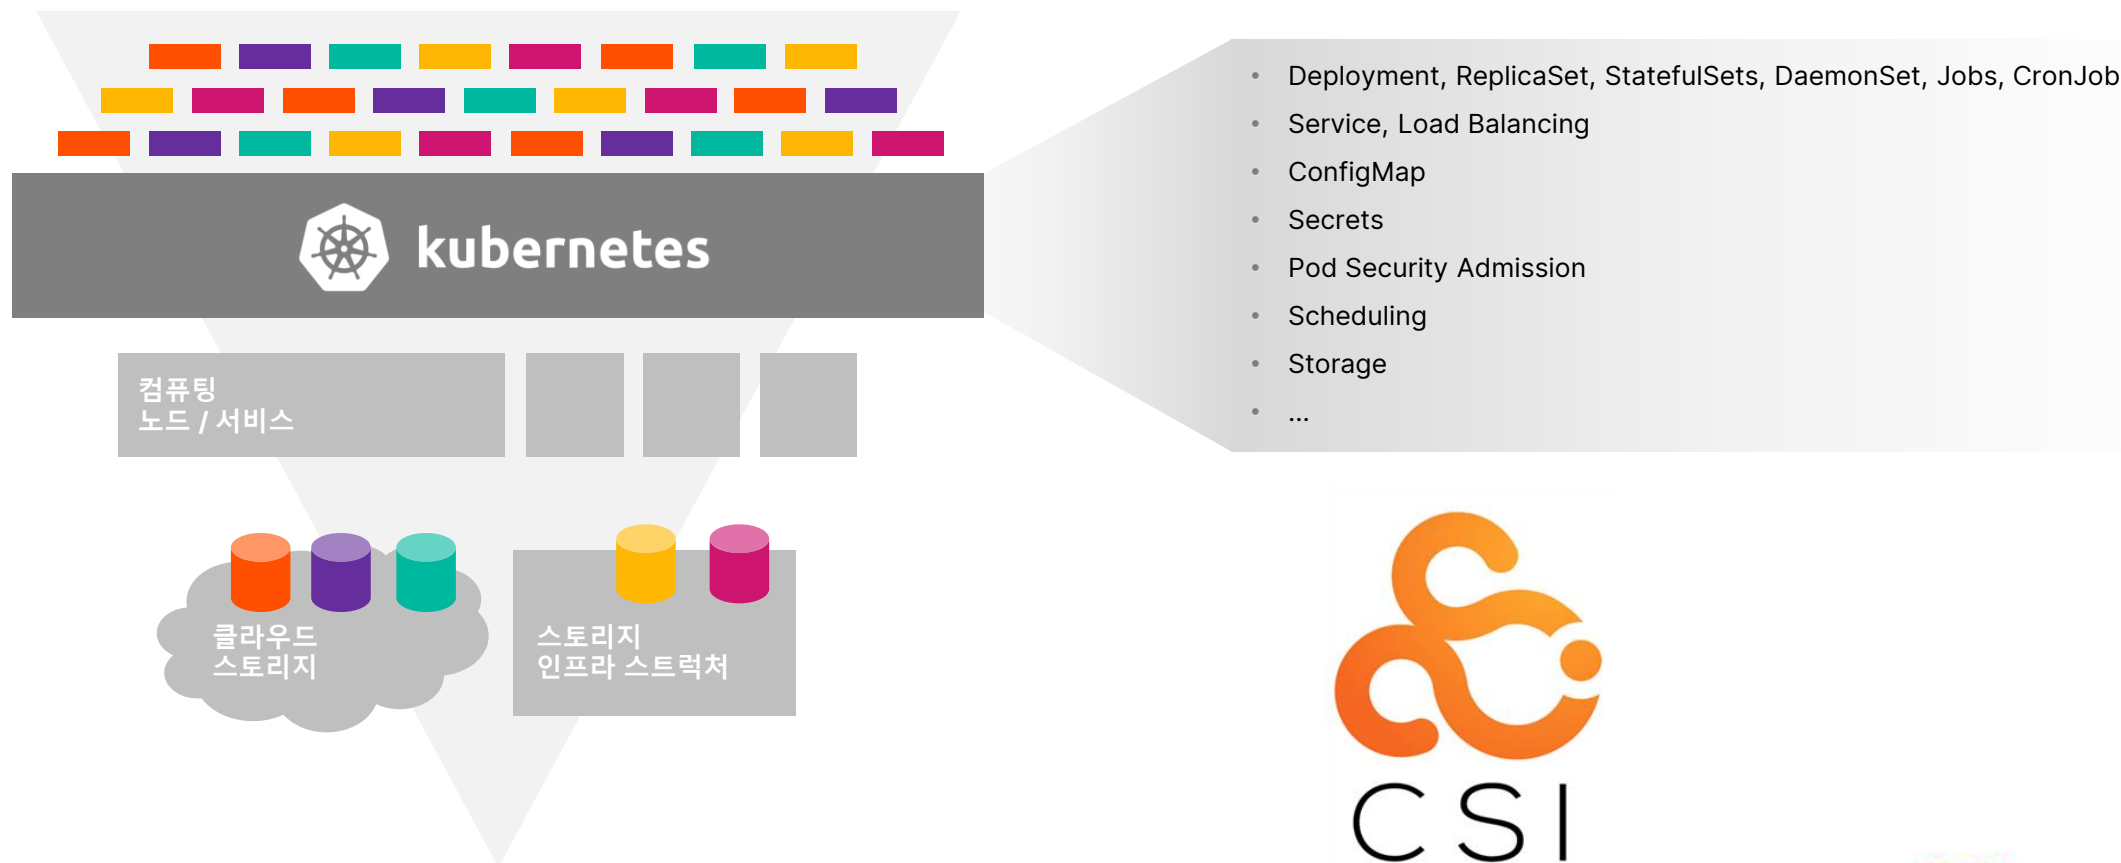 kubernetes
컴퓨팅
노드 / 서비스
클라우드
스토리지
스토리지
인프라 스트럭처
• Deployment, ReplicaSet, StatefulSets, DaemonSet, Jobs, CronJob
• Service, Load Balancing
• ConfigMap
• Secrets
• Pod Security Admission
• Scheduling
• Storage
• ...
CSI